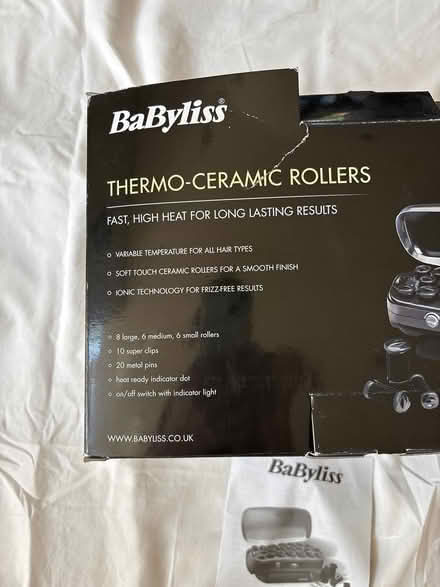 BaByliss®
THERMO-CERAMIC ROLLERS
FAST, HIGH HEAT FOR LONG LASTING RESULTS
VARIABLE TEMPERATURE FOR ALL HAIR TYPES
SOFT TOUCH CERAMIC ROLLERS FOR A SMOOTH FINISH
IONIC TECHNOLOGY FOR FRIZZ-FREE RESULTS
8 large, 6 medium, 6 small rollers
10 super clips
20 metal pins
heat ready indicator dot
on/off switch with indicator light
WWW.BABYLISS.CO.UK
BaByliss